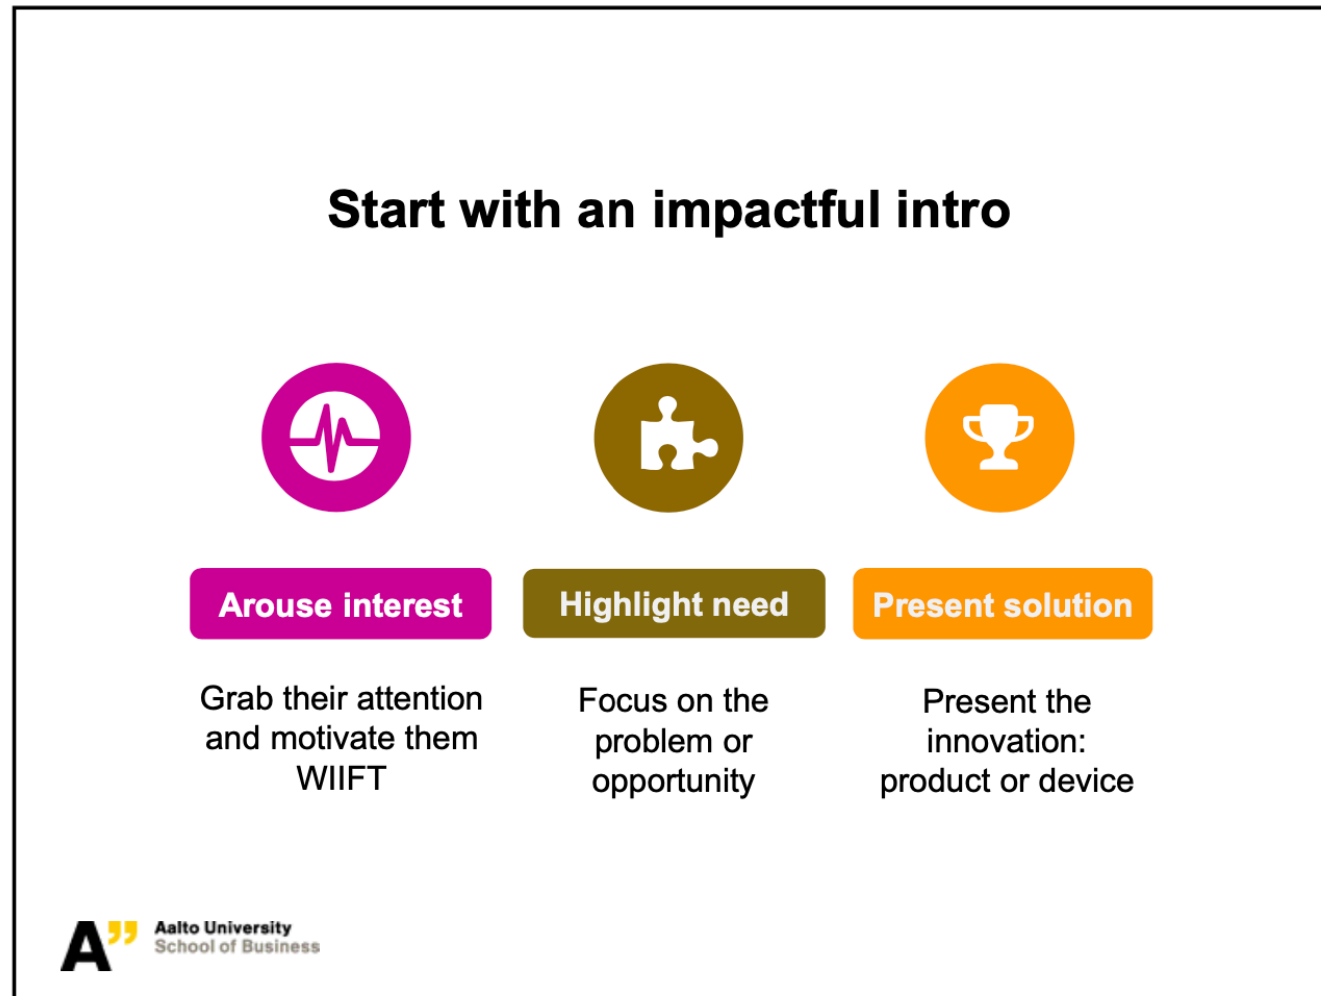 Start with an impactful intro
Arouse interest
Highlight need
Present solution
Grab their attention
and motivate them
WIIFT
Focus on the
problem or
opportunity
Present the
innovation:
product or device
A”
Aalto University
School of Business